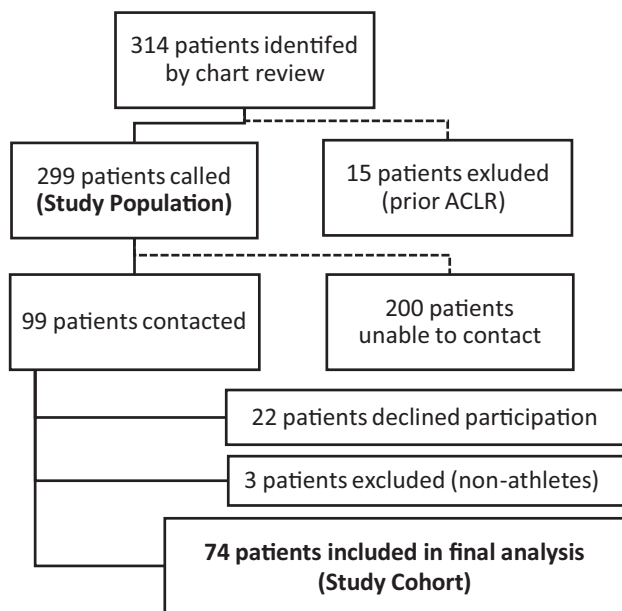 314 patients identifed
by chart review
299 patients called
(Study Population)
15 patients exluded
(prior ACLR)
99 patients contacted
200 patients
unable to contact
22 patients declined participation
3 patients excluded (non-athletes)
74 patients included in final analysis
(Study Cohort)